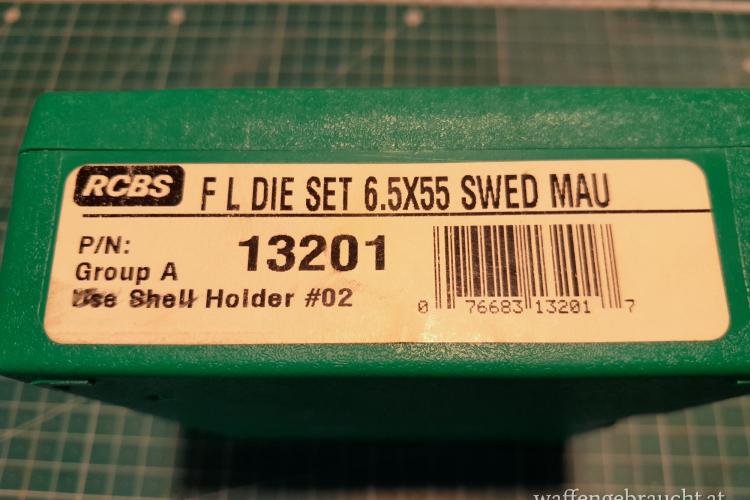 RCBS F L DIE SET 6.5X55 SWED MAU
P/N: 13201
Group A
Use Shell Holder #02
0 76683 13201 7
waffengebraucht.at